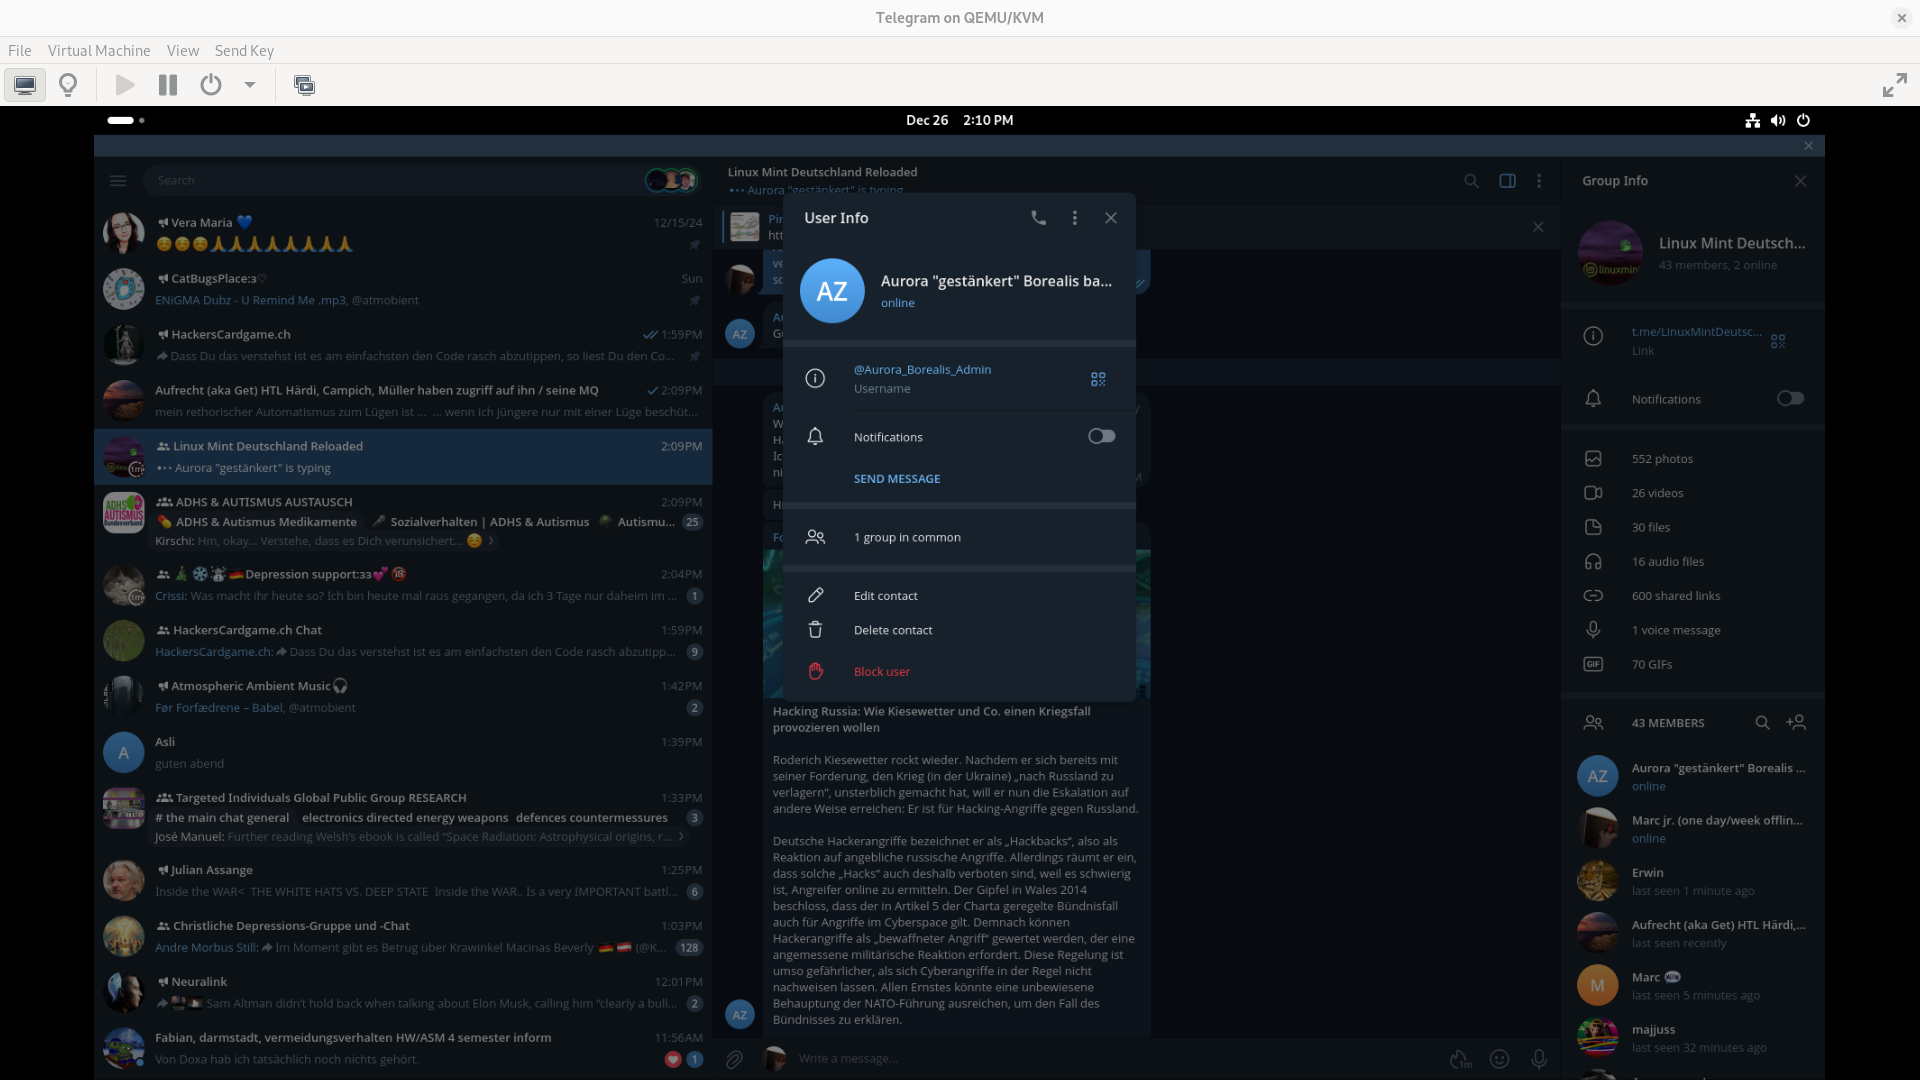 Telegram on QEMU/KVM
File Virtual Machine View Send Key
Dec 26 2:10 PM
Search
Vera Maria 💙 12/15/24
😊😊😊🙏🙏🙏🙏🙏🙏🙏🙏
CatBugsPlace:3♡ Sun
ENiGMA Dubz - U Remind Me .mp3, @atmobient
HackersCardgame.ch 1:59PM
Dass Du das verstehst ist es am einfachsten den Code rasch abzutippen, so liest Du den Co...
Aufrecht (aka Get) HTL Härdi, Campich, Müller haben zugriff auf ihn / seine MQ 2:09PM
mein rethorischer Automatismus zum Lügen ist ... ... wenn ich jüngere nur mit einer Lüge beschüt...
Linux Mint Deutschland Reloaded 2:09PM
Aurora "gestänkert" is typing
1m
ADHS & AUTISMUS AUSTAUSCH 2:09PM
ADHS & Autismus Medikamente Sozialverhalten | ADHS & Autismus Autismu... 25
Kirschi: Hm, okay... Verstehe, dass es Dich verunsichert... 😊
ADHS AUTISMUS
Depression support:33💕🔞 2:04PM
Crissi: Was macht ihr heute so? Ich bin heute mal raus gegangen, da ich 3 Tage nur daheim im ... 1
1m
HackersCardgame.ch Chat 1:59PM
HackersCardgame.ch: Dass Du das verstehst ist es am einfachsten den Code rasch abzutipp... 9
Atmospheric Ambient Music🎧 1:42PM
Før Forfædrene – Babel, @atmobient 2
A
Asli 1:39PM
guten abend
Targeted Individuals Global Public Group RESEARCH 1:33PM
# the main chat general electronics directed energy weapons defences countermessures 3
José Manuel: Further reading Welsh's ebook is called "Space Radiation: Astrophysical origins, r...
Julian Assange 1:25PM
Inside the WAR< THE WHITE HATS VS. DEEP STATE Inside the WAR.. Is a very IMPORTANT battl... 6
Christliche Depressions-Gruppe und -Chat 1:03PM
Andre Morbus Still: Im Moment gibt es Betrug über Krawinkel Macinas Beverly (@K... 128
Neuralink 12:01PM
Sam Altman didn't hold back when talking about Elon Musk, calling him "clearly a bull... 2
Fabian, darmstadt, vermeidungsverhalten HW/ASM 4 semester inform 11:56AM
Von Doxa hab ich tatsächlich noch nichts gehört. 1
Linux Mint Deutschland Reloaded
Aurora "gestänkert" is typing
Pin
htt
ve
AZ
User Info
AZ
Aurora "gestänkert" Borealis ba...
online
@Aurora_Borealis_Admin
Username
Notifications
SEND MESSAGE
1 group in common
Edit contact
Delete contact
Block user
Hacking Russia: Wie Kiesewetter und Co. einen Kriegsfall
provozieren wollen
Roderich Kiesewetter rockt wieder. Nachdem er sich bereits mit
seiner Forderung, den Krieg (in der Ukraine) „nach Russland zu
verlagern“, unsterblich gemacht hat, will er nun die Eskalation auf
andere Weise erreichen: Er ist für Hacking-Angriffe gegen Russland.
Deutsche Hackerangriffe bezeichnet er als „Hackbacks“, also als
Reaktion auf angebliche russische Angriffe. Allerdings räumt er ein,
dass solche „Hacks“ auch deshalb verboten sind, weil es schwierig
ist, Angreifer online zu ermitteln. Der Gipfel in Wales 2014
beschloss, dass der in Artikel 5 der Charta geregelte Bündnisfall
auch für Angriffe im Cyberspace gilt. Demnach können
Hackerangriffe als „bewaffneter Angriff“ gewertet werden, der eine
angemessene militärische Reaktion erfordert. Diese Regelung ist
umso gefährlicher, als sich Cyberangriffe in der Regel nicht
nachweisen lassen. Allen Ernstes könnte eine unbewiesene
Behauptung der NATO-Führung ausreichen, um den Fall des
Bündnisses zu erklären.
AZ
Write a message...
1m
Group Info
Linux Mint Deutsch...
43 members, 2 online
t.me/LinuxMintDeutsc...
Link
Notifications
552 photos
26 videos
30 files
16 audio files
600 shared links
1 voice message
GIF 70 GIFs
43 MEMBERS
AZ
Aurora "gestänkert" Borealis ...
online
Marc jr. (one day/week offlin...
online
Erwin
last seen 1 minute ago
Aufrecht (aka Get) HTL Härdi,...
last seen recently
M
Marc
last seen 5 minutes ago
majjuss
last seen 32 minutes ago